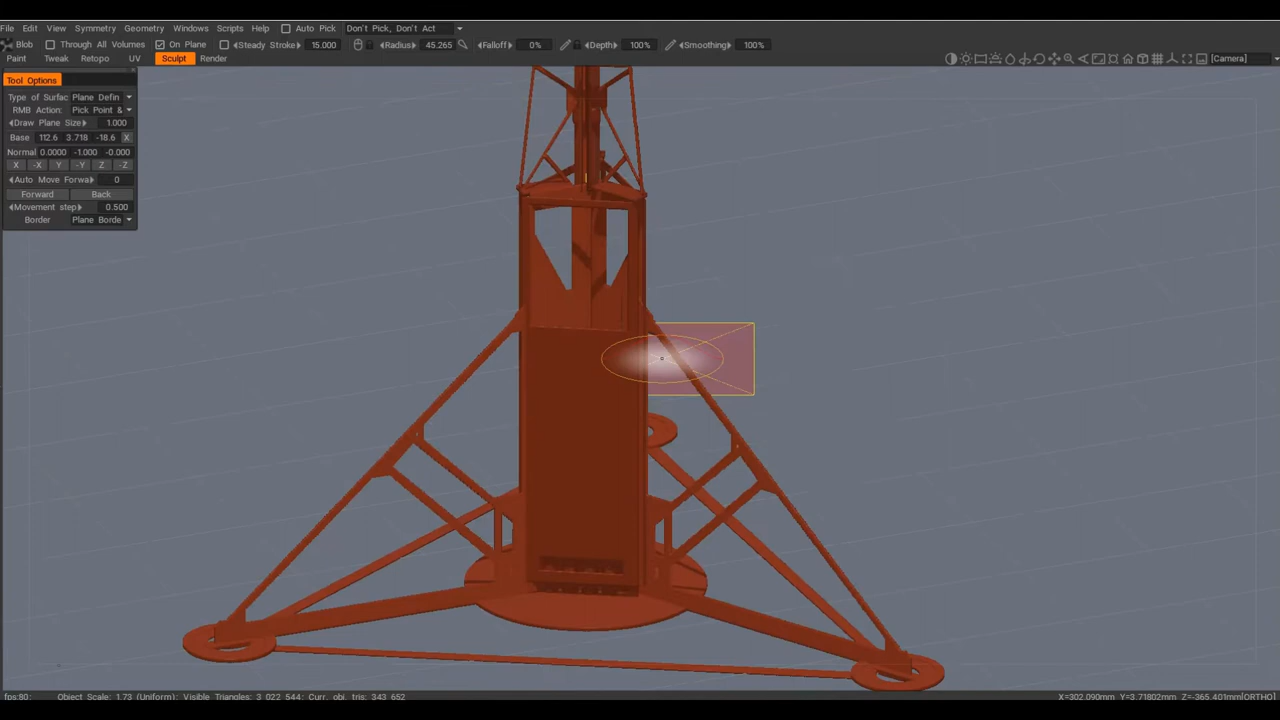 File Edit View Symmetry Geometry Windows Scripts Help Auto Pick Don't Pick, Don't Act
Blob Through All Volumes On Plane Steady Stroke 15.000 Radius 45.265 Falloff 0% Depth 100% Smoothing 100%
Paint Tweak Retopo UV Sculpt Render [Camera]
Tool Options
Type of Surfac Plane Defin
RMB Action: Pick Point &
Draw Plane Size 1.000
Base 112.6 3.718 -18.6 X
Normal 0.0000 -1.000 -0.000
X -X Y -Y Z -Z
Auto Move Forwa 0
Forward Back
Movement step 0.500
Border Plane Borde
fps:80; Object Scale: 1.73 (Uniform); Visible Triangles: 3 022 544; Curr. obj. tris: 343 652 X=302.090mm Y=3.71802mm Z=-365.401mm[ORTHO]